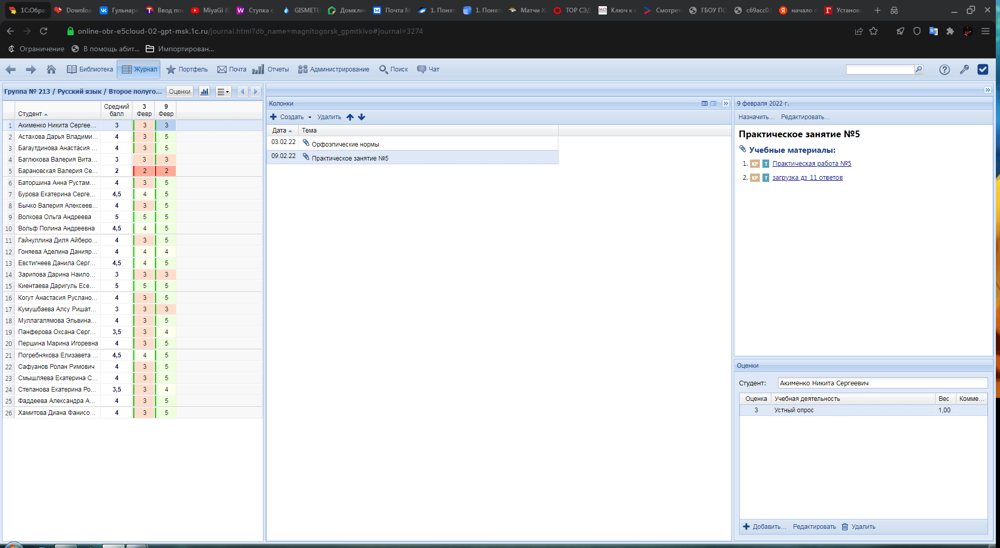 1С:Образ
Downloa
Гульнара
Ввод пок
MiyaGi &
Ступка с
GISMETE
Домкли
Почта M
1. Понят
1. Понят
Матчи Х
ТОР СЭД
Ключ к г
Смотрет
ГБОУ ПО
c69acc03
начало п
Установ
online-obr-e5cloud-02-gpt-msk.1c.ru/journal.html?db_name=magnitogorsk_gpmtkivo#journal=3274
Ограничение
В помощь абит...
Импортирован...
Библиотека
Журнал
Портфель
Почта
Отчеты
Администрирование
Поиск
Чат
Группа № 213 / Русский язык / Второе полуго... Оценки
Студент Средний балл 3 Февр 9 Февр
1 Акименко Никита Сергее... 3 3 3
2 Астахова Дарья Владими... 4 3 5
3 Багаутдинова Анастасия ... 4 3 5
4 Баглюкова Валерия Вита... 3 3 3
5 Барановская Валерия Се... 2 2 2
6 Баторшина Анна Рустам... 4 3 5
7 Бурова Екатерина Серге... 4,5 4 5
8 Бычко Валерия Алексеев... 4 3 5
9 Волкова Ольга Андреева 5 5 5
10 Вольф Полина Андреевна 4,5 4 5
11 Гайнуллина Диля Айберо... 4 3 5
12 Гоняева Аделина Данияр... 4 4 4
13 Евстигнеев Данила Серг... 4,5 4 5
14 Зарипова Дарина Наило... 3 3 3
15 Киентаева Даригуль Есе... 5 5 5
16 Когут Анастасия Руслано... 4 3 5
17 Кумушбаева Алсу Ришат... 3 3 3
18 Муллагалямова Эльвина... 4 3 5
19 Панферова Оксана Серг... 3,5 3 4
20 Першина Марина Игоревна 4 3 5
21 Погребнякова Елизавета ... 4,5 4 5
22 Сафуанов Ролан Римович 4 3 5
23 Смышляева Екатерина С... 4 3 5
24 Степанова Екатерина Ро... 3,5 3 4
25 Фаддеева Александра А... 4 3 5
26 Хамитова Диана Фанисо... 4 3 5
Колонки
Создать Удалить
Дата Тема
03.02.22 Орфоэпические нормы
09.02.22 Практическое занятие №5
9 февраля 2022 г.
Назначить... Редактировать...
Практическое занятие №5
Учебные материалы:
1. КР Т Практическая работа №5
2. КР Т загрузка дз_11 ответов
Оценки
Студент: Акименко Никита Сергеевич
Оценка Учебная деятельность Вес Комме...
3 Устный опрос 1,00
Добавить... Редактировать Удалить